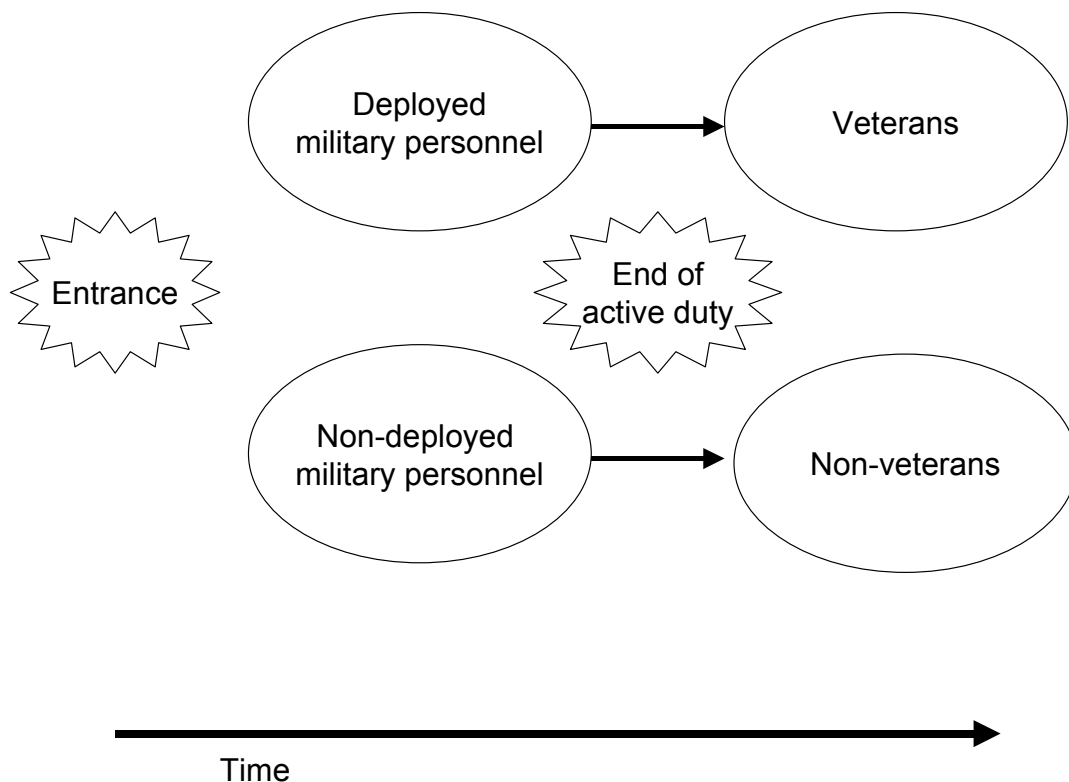 Deployed
military personnel
Veterans
Entrance
End of
active duty
Non-deployed
military personnel
Non-veterans
Time